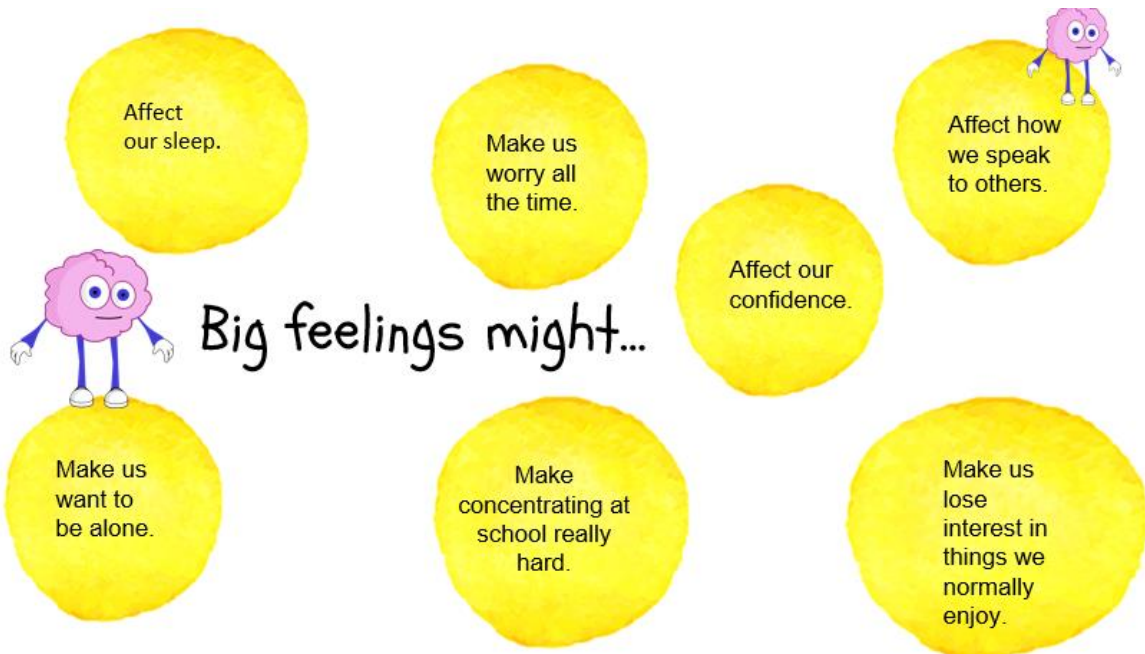 Affect
our sleep.
Make us
worry all
the time.
Affect how
we speak
to others.
Affect our
confidence.
Big feelings might...
Make us
want to
be alone.
Make
concentrating at
school really
hard.
Make us
lose
interest in
things we
normally
enjoy.